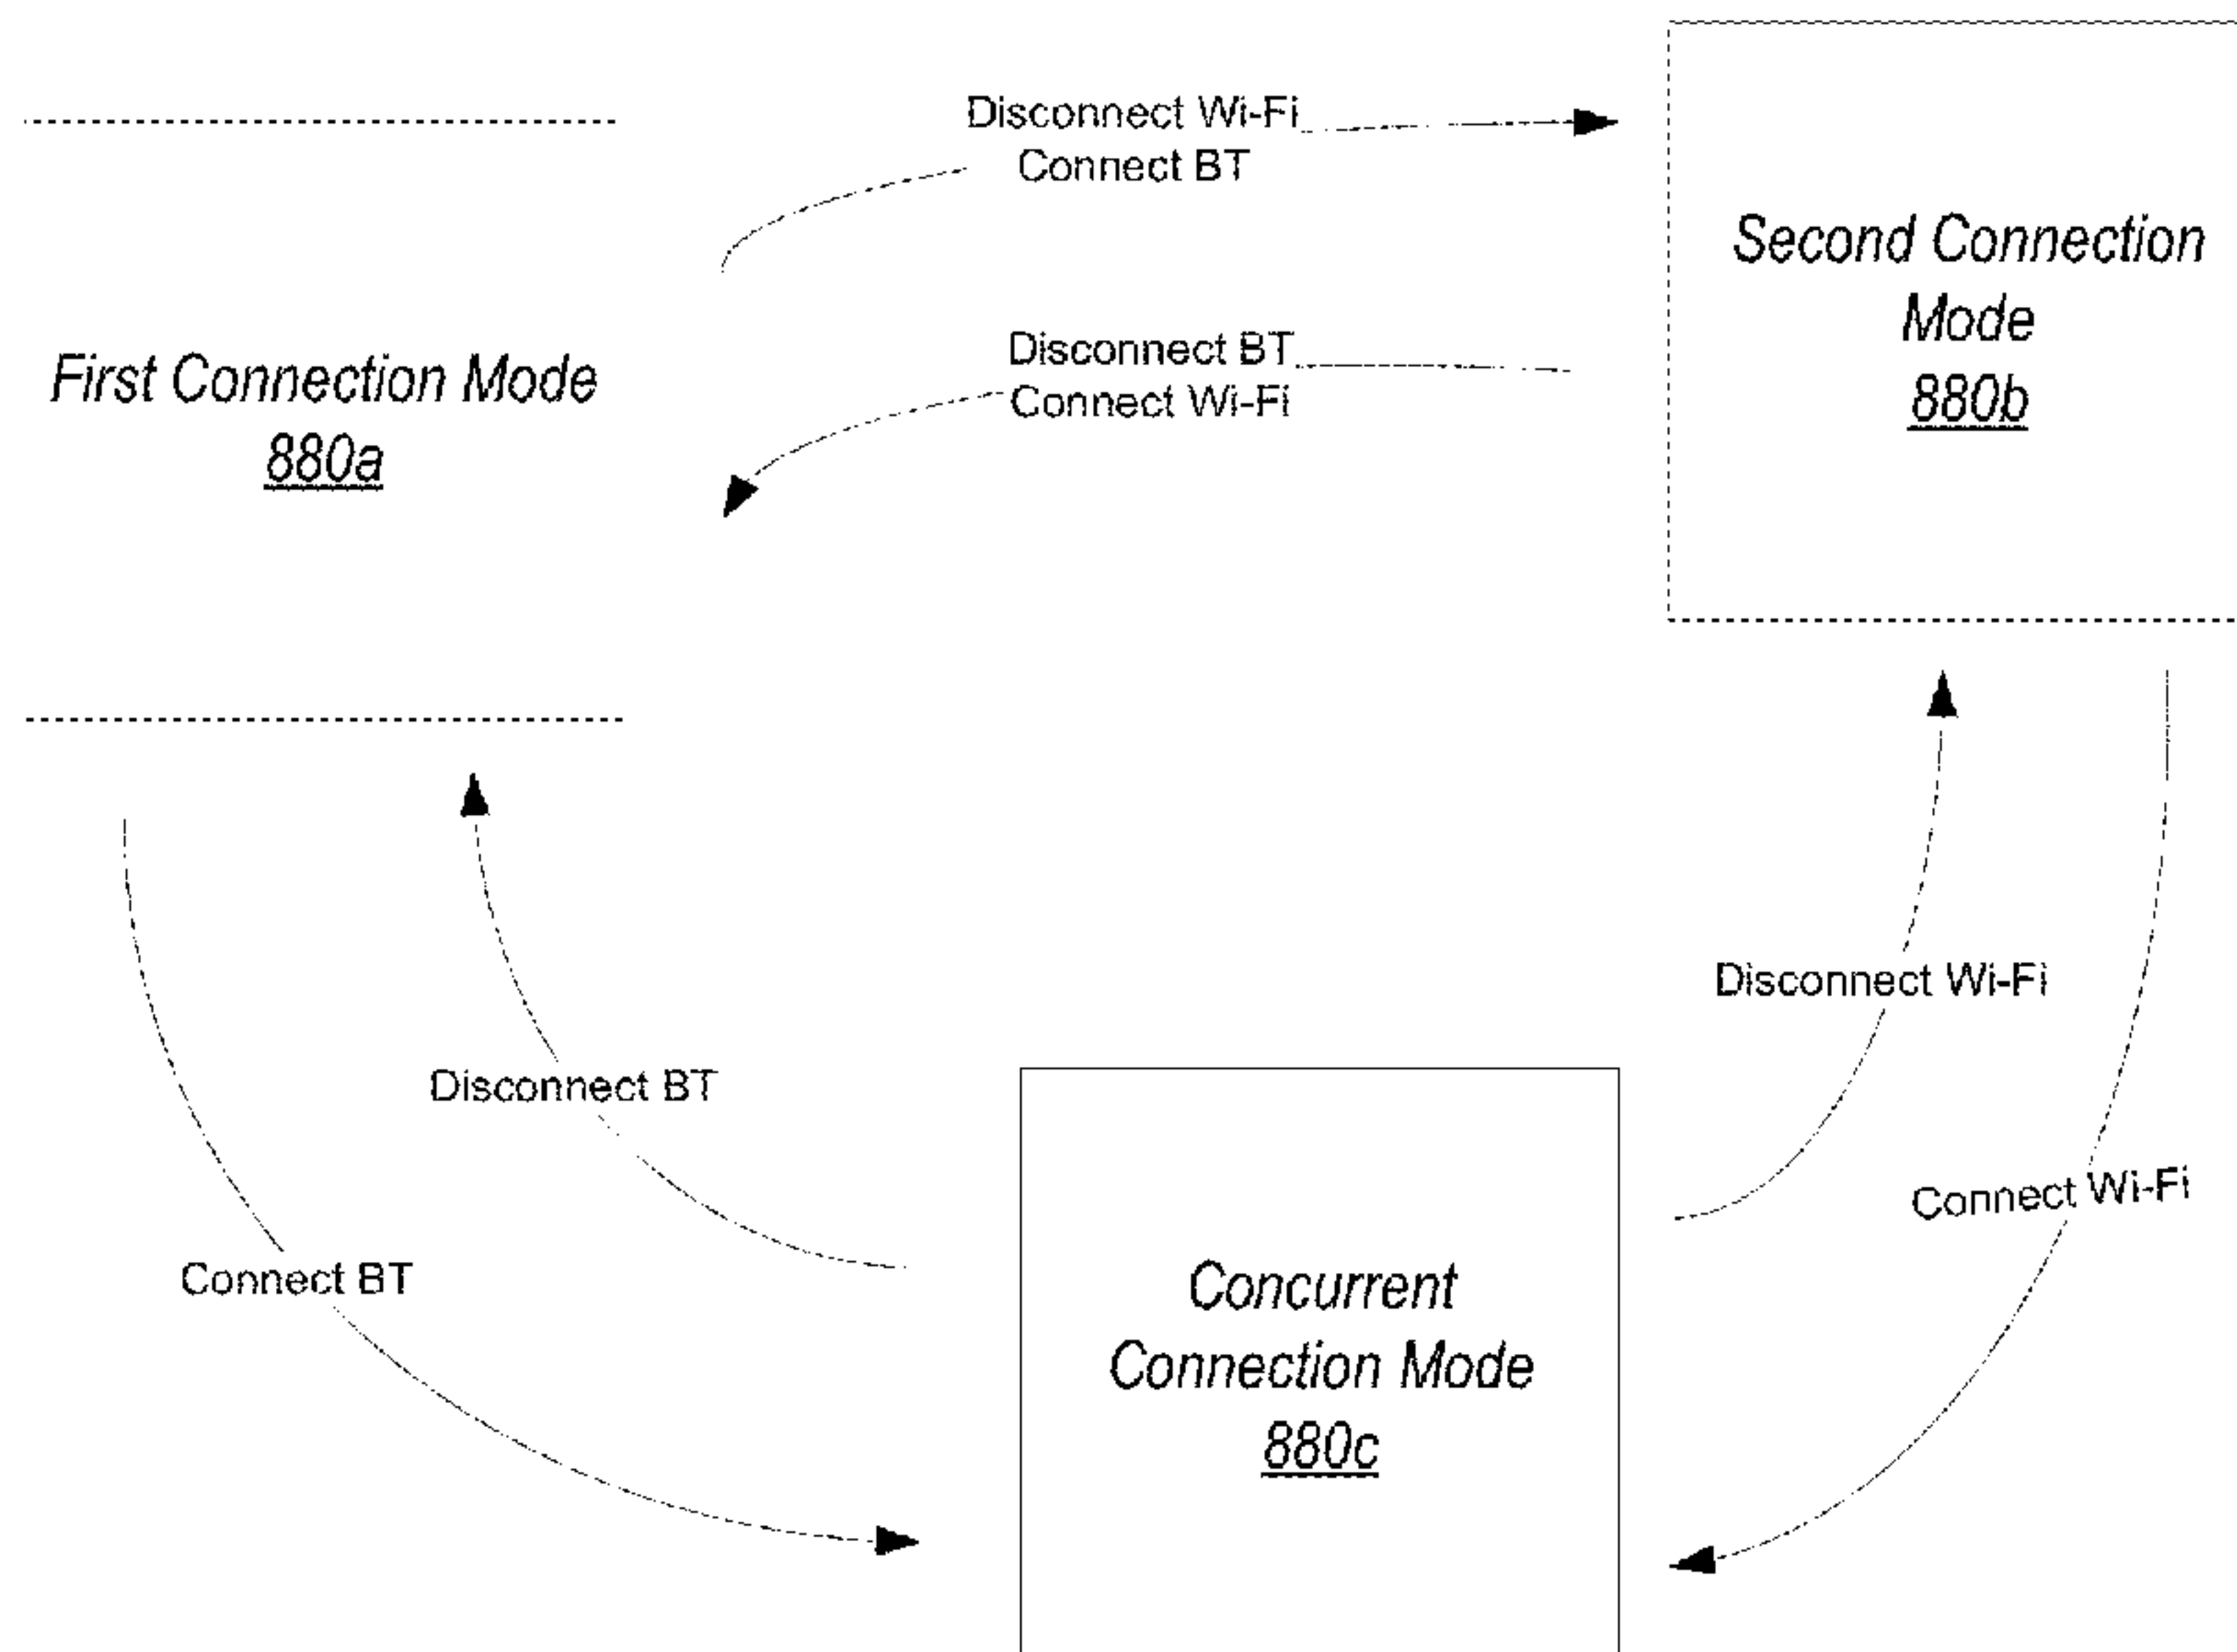 Disconnect Wi-Fi
Connect BT
Second Connection
Mode
880b
First Connection Mode
880a
Disconnect BT
Connect Wi-Fi
Disconnect Wi-Fi
Disconnect BT
Connect Wi-Fi
Connect BT
Concurrent
Connection Mode
880c